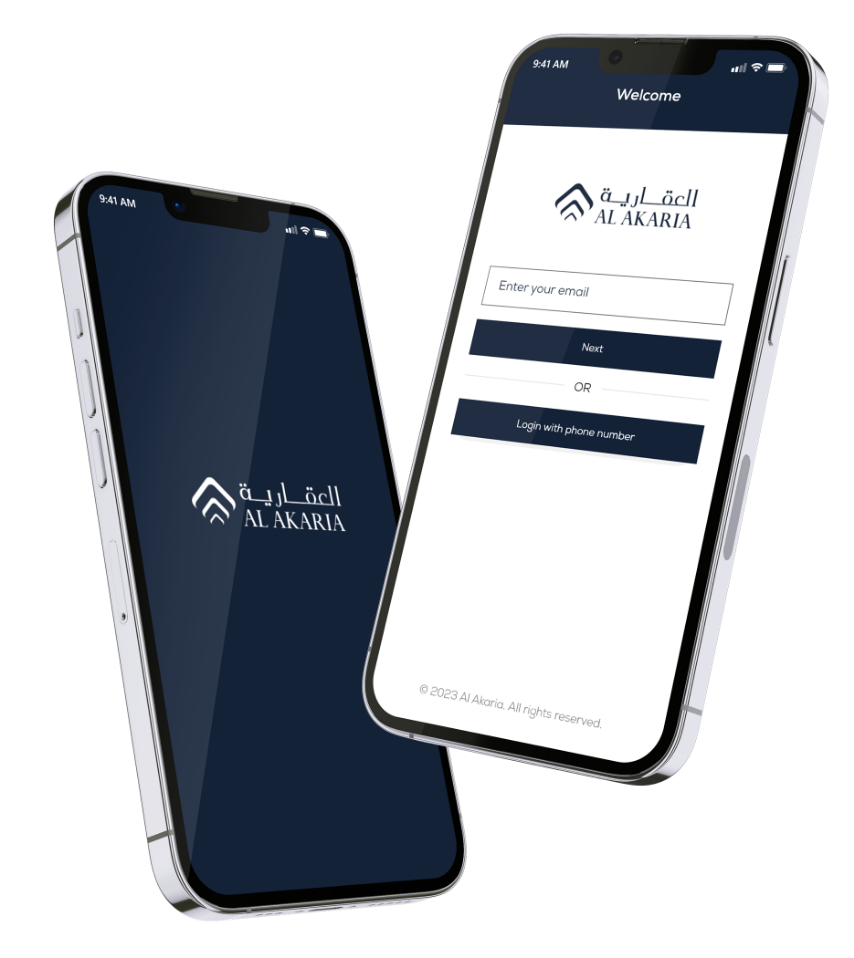 9:41 AM
العقارية
AL AKARIA
9:41 AM
Welcome
العقارية
AL AKARIA
Enter your email
Next
OR
Login with phone number
© 2023 Al Akaria. All rights reserved.